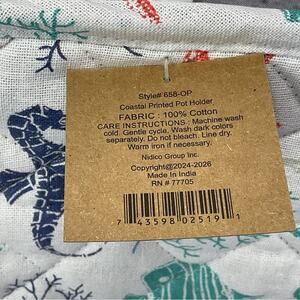 Style# 658-OP
Coastal Printed Pot Holder
FABRIC : 100% Cotton
CARE INSTRUCTIONS : Machine wash
cold. Gentle cycle. Wash dark colors
separately. Do not bleach. Line dry.
Warm iron if necessary.
Nidico Group Inc.
Copyright@2024-2026
Made In India
RN # 77705
7 43598 02519 1